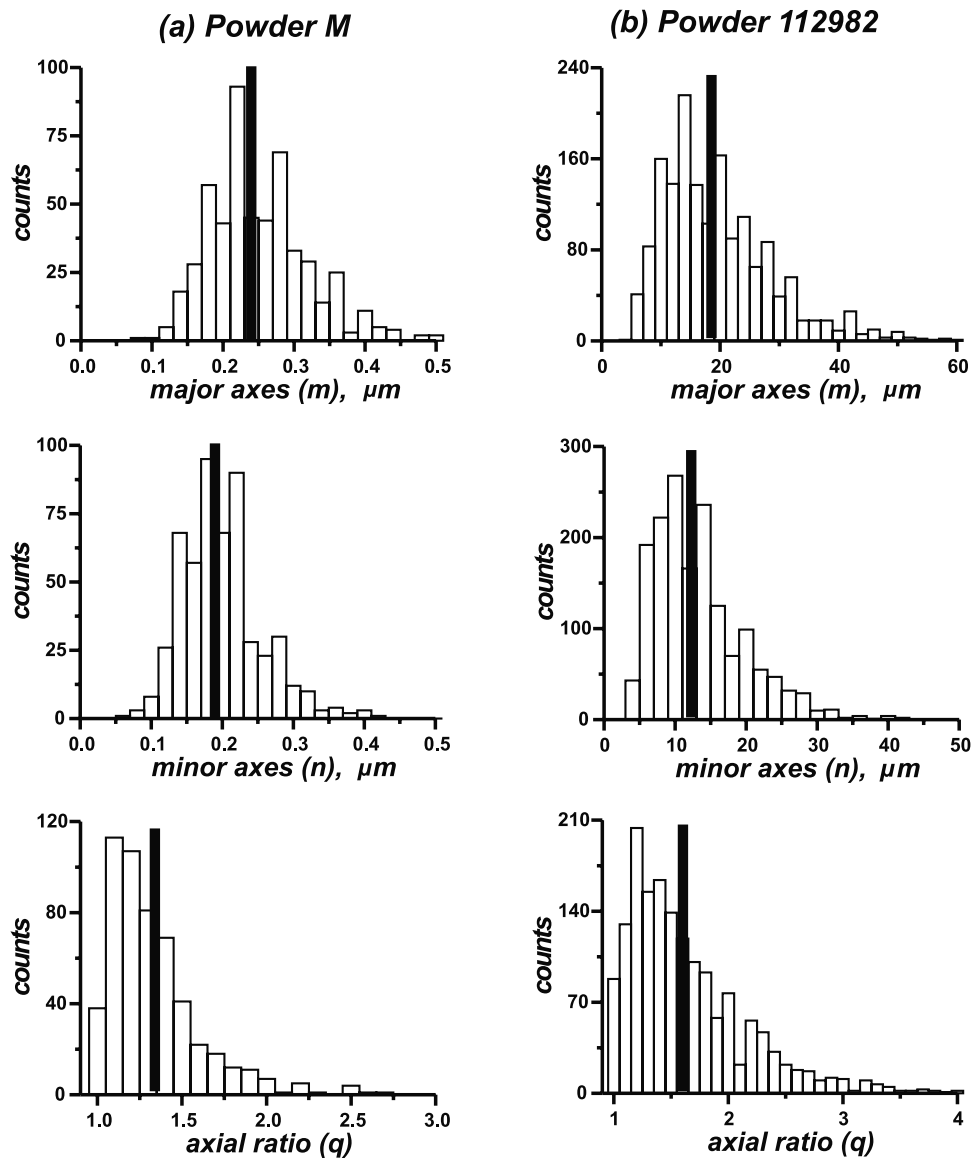 (a) Powder M
(b) Powder 112982
100
75
50
25
0
counts
0.0 0.1 0.2 0.3 0.4 0.5
major axes (m), μm
240
160
80
0
counts
0 20 40 60
major axes (m), μm
100
75
50
25
0
counts
0.0 0.1 0.2 0.3 0.4 0.5
minor axes (n), μm
300
200
100
0
counts
0 10 20 30 40 50
minor axes (n), μm
120
80
40
0
counts
1.0 1.5 2.0 2.5 3.0
axial ratio (q)
210
140
70
0
counts
1 2 3 4
axial ratio (q)